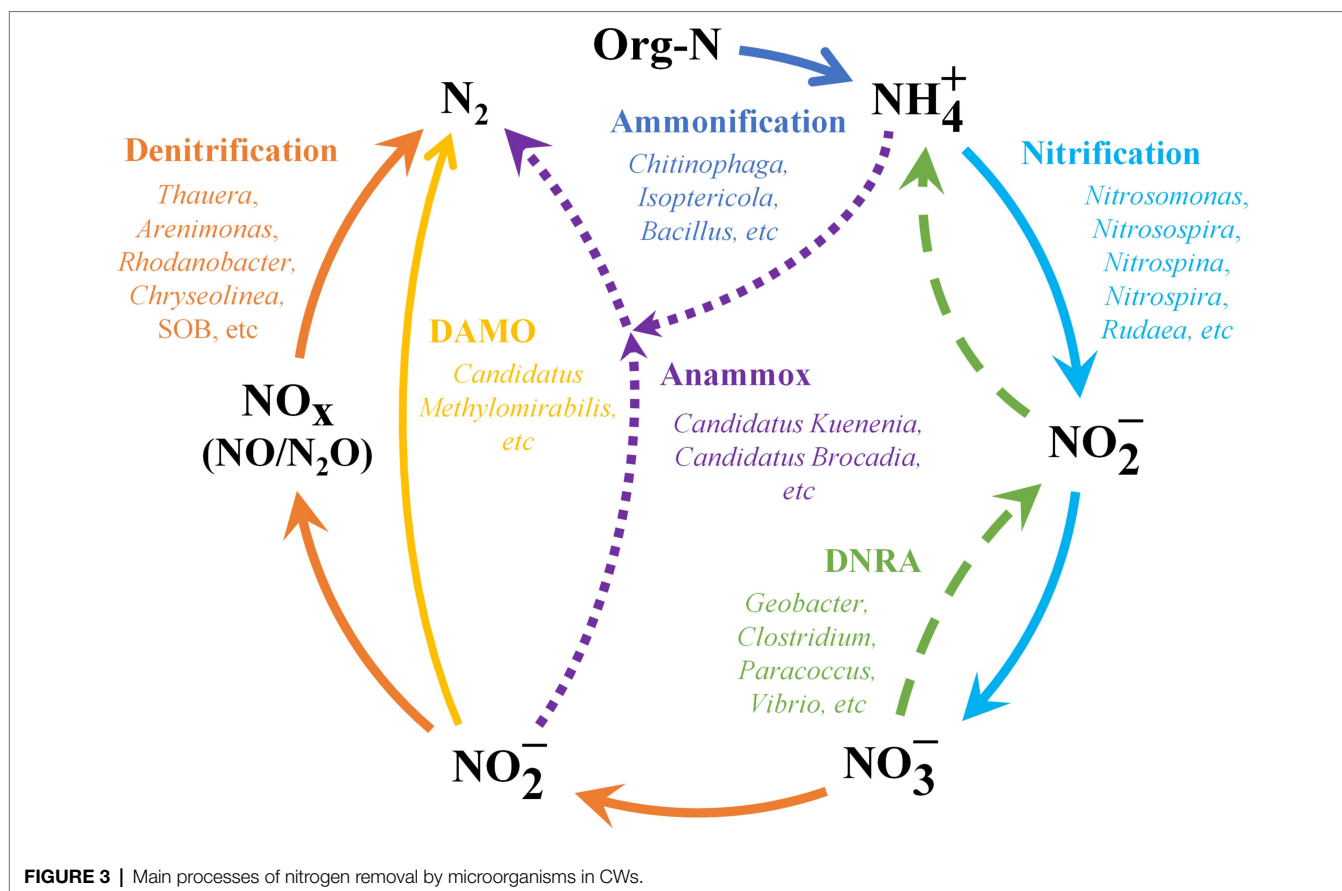 Org-N
NH₄⁺
N₂
Ammonification
Chitinophaga,
Isoptericola,
Bacillus, etc
Denitrification
Thauera,
Arenimonas,
Rhodanobacter,
Chryseolinea,
SOB, etc
Nitrification
Nitrosomonas,
Nitrosospira,
Nitrospina,
Nitrospira,
Rudaea, etc
DAMO
Candidatus
Methylomirabilis,
etc
Anammox
Candidatus Kuenenia,
Candidatus Brocadia,
etc
NOₓ
(NO/N₂O)
NO₂⁻
DNRA
Geobacter,
Clostridium,
Paracoccus,
Vibrio, etc
NO₂⁻
NO₃⁻
FIGURE 3 | Main processes of nitrogen removal by microorganisms in CWs.